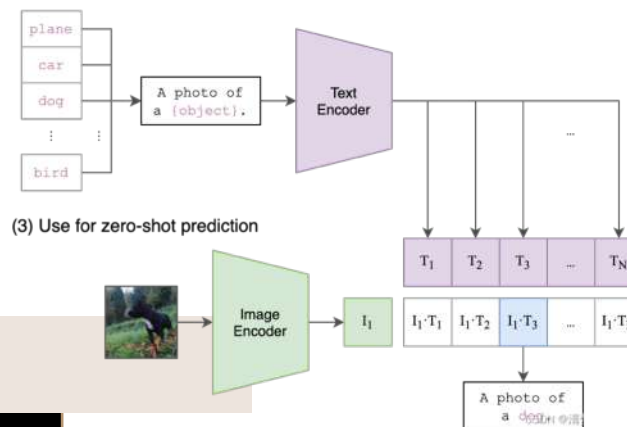 plane
car
dog
⋮ ⋮
bird
A photo of
a {object}.
Text
Encoder
...
(3) Use for zero-shot prediction
T₁ T₂ T₃ ...
Image
Encoder
I₁
I₁·T₁ I₁·T₂ I₁·T₃ ...
A photo of
a dog.